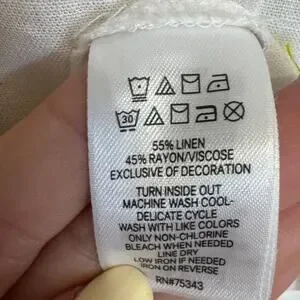 30
55% LINEN
45% RAYON/VISCOSE
EXCLUSIVE OF DECORATION
TURN INSIDE OUT
MACHINE WASH COOL-
DELICATE CYCLE
WASH WITH LIKE COLORS
ONLY NON-CHLORINE
BLEACH WHEN NEEDED
LINE DRY
LOW IRON IF NEEDED
IRON ON REVERSE
RN#75343